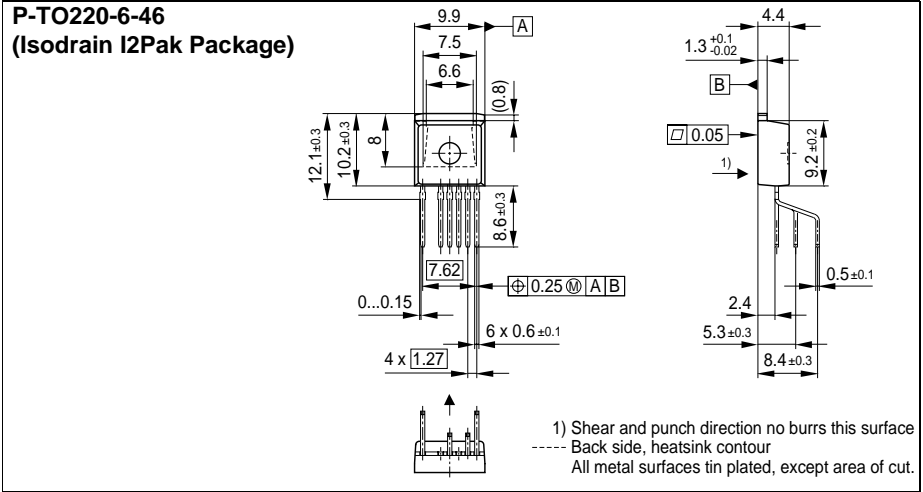 P-TO220-6-46
(Isodrain I2Pak Package)
9.9
A
7.5
6.6
(0.8)
12.1 ±0.3
10.2 ±0.3
8
8.6 ±0.3
7.62
⌖ 0.25 Ⓜ A B
0...0.15
6 x 0.6 ±0.1
4 x 1.27
4.4
1.3 +0.1 -0.02
B
⏥ 0.05
1)
9.2 ±0.2
0.5 ±0.1
2.4
5.3 ±0.3
8.4 ±0.3
1) Shear and punch direction no burrs this surface
----- Back side, heatsink contour
All metal surfaces tin plated, except area of cut.